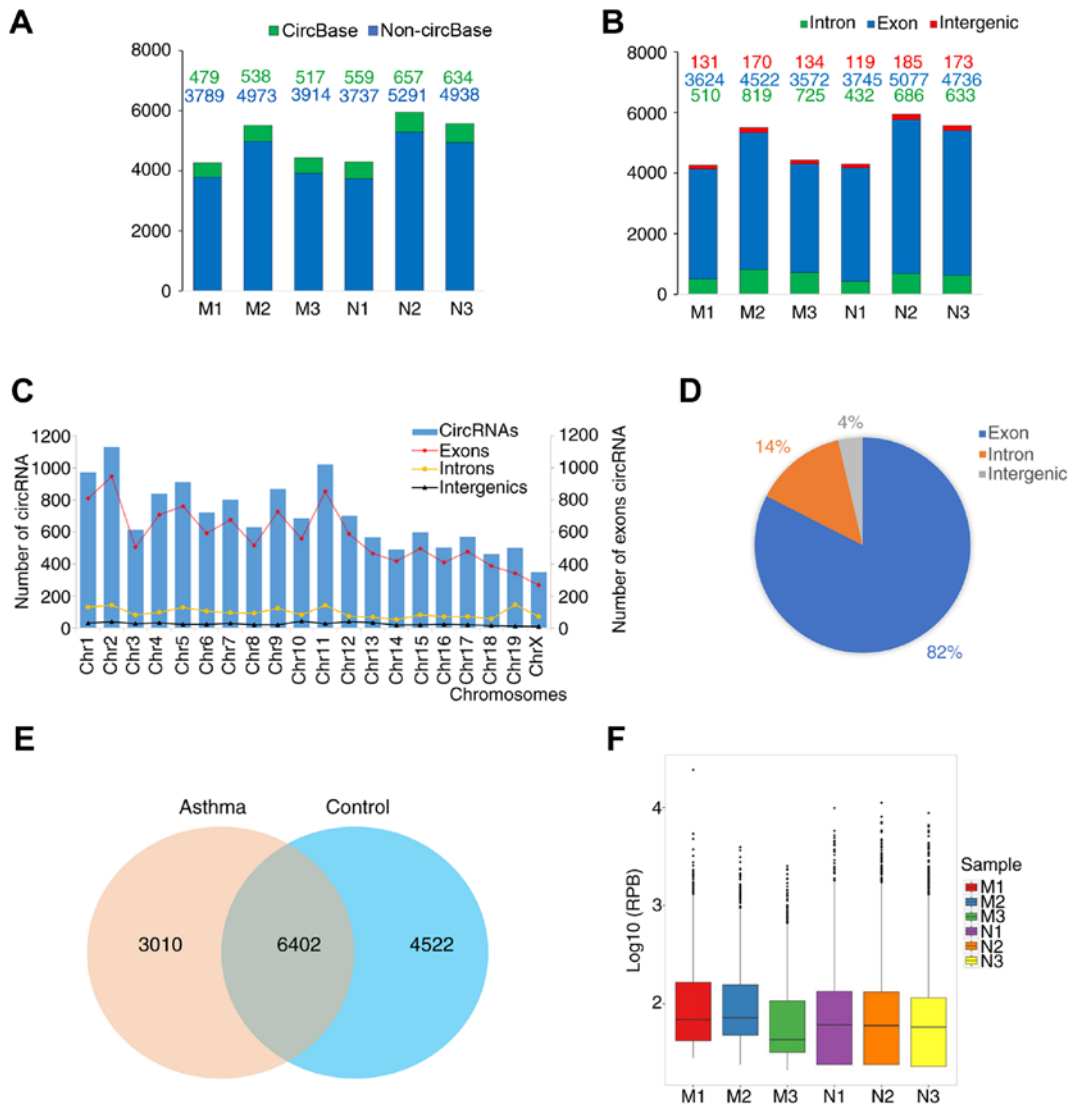 A
CircBase Non-circBase
8000
479 538 517 559 657 634
3789 4973 3914 3737 5291 4938
6000
4000
2000
0
M1 M2 M3 N1 N2 N3
B
Intron Exon Intergenic
8000
131 170 134 119 185 173
3624 4522 3572 3745 5077 4736
510 819 725 432 686 633
6000
4000
2000
0
M1 M2 M3 N1 N2 N3
C
Number of circRNA
1200
1000
800
600
400
200
0
CircRNAs
Exons
Introns
Intergenics
1200
1000
800
600
400
200
0
Number of exons circRNA
Chr1 Chr2 Chr3 Chr4 Chr5 Chr6 Chr7 Chr8 Chr9 Chr10 Chr11 Chr12 Chr13 Chr14 Chr15 Chr16 Chr17 Chr18 Chr19 ChrX
Chromosomes
D
4%
14%
82%
Exon
Intron
Intergenic
E
Asthma Control
3010 6402 4522
F
Log10 (RPB)
4
3
2
M1 M2 M3 N1 N2 N3
Sample
M1
M2
M3
N1
N2
N3